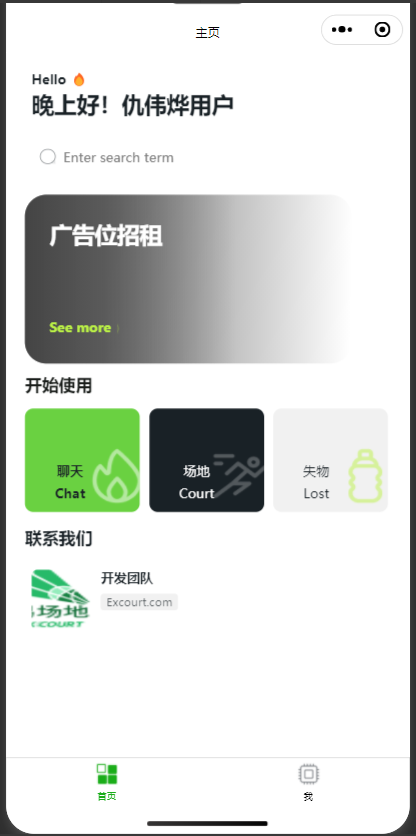 主页
Hello 🔥
晚上好！仇伟烨用户
Enter search term
广告位招租
See more
开始使用
聊天
Chat
场地
Court
失物
Lost
联系我们
开发团队
Excourt.com
场地
COURT
首页
我